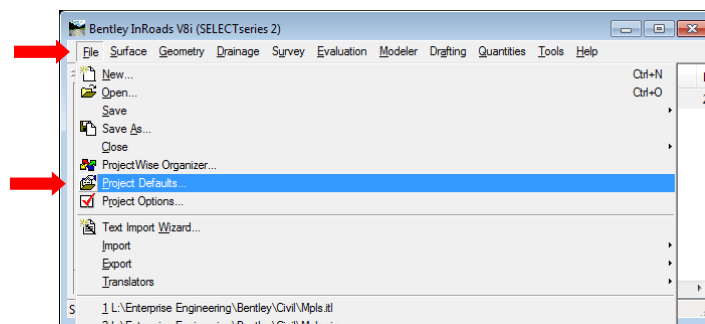 Bentley InRoads V8i (SELECTseries 2)
File Surface Geometry Drainage Survey Evaluation Modeler Drafting Quantities Tools Help
New... Ctrl+N
Open... Ctrl+O
Save
Save As...
Close
ProjectWise Organizer...
Project Defaults...
Project Options...
Text Import Wizard...
Import
Export
Translators
1 L:\Enterprise Engineering\Bentley\Civil\Mpls.itl